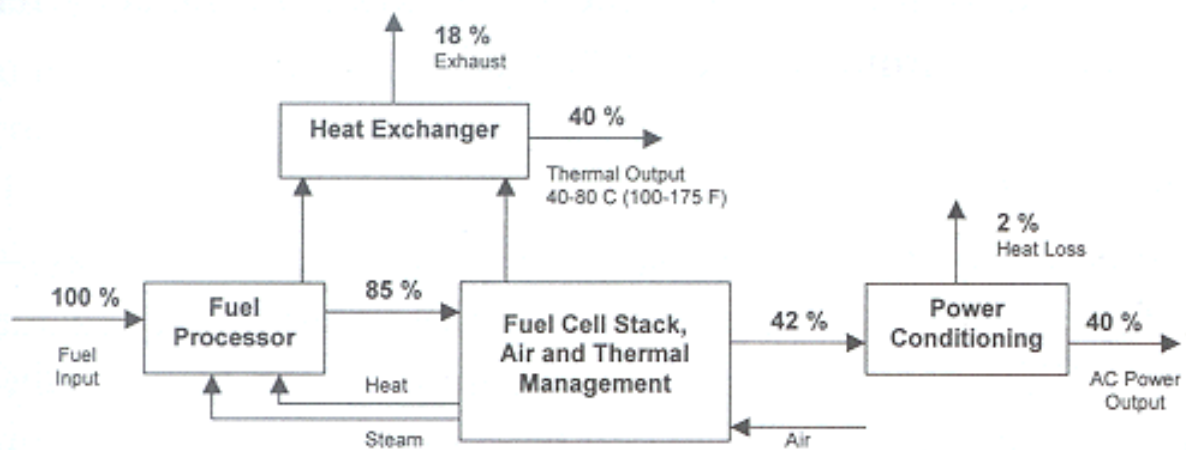 18 %
Exhaust
Heat Exchanger
40 %
Thermal Output
40-80 C (100-175 F)
2 %
Heat Loss
100 %
Fuel
Input
Fuel
Processor
85 %
Fuel Cell Stack,
Air and Thermal
Management
42 %
Power
Conditioning
40 %
AC Power
Output
Heat
Steam
Air